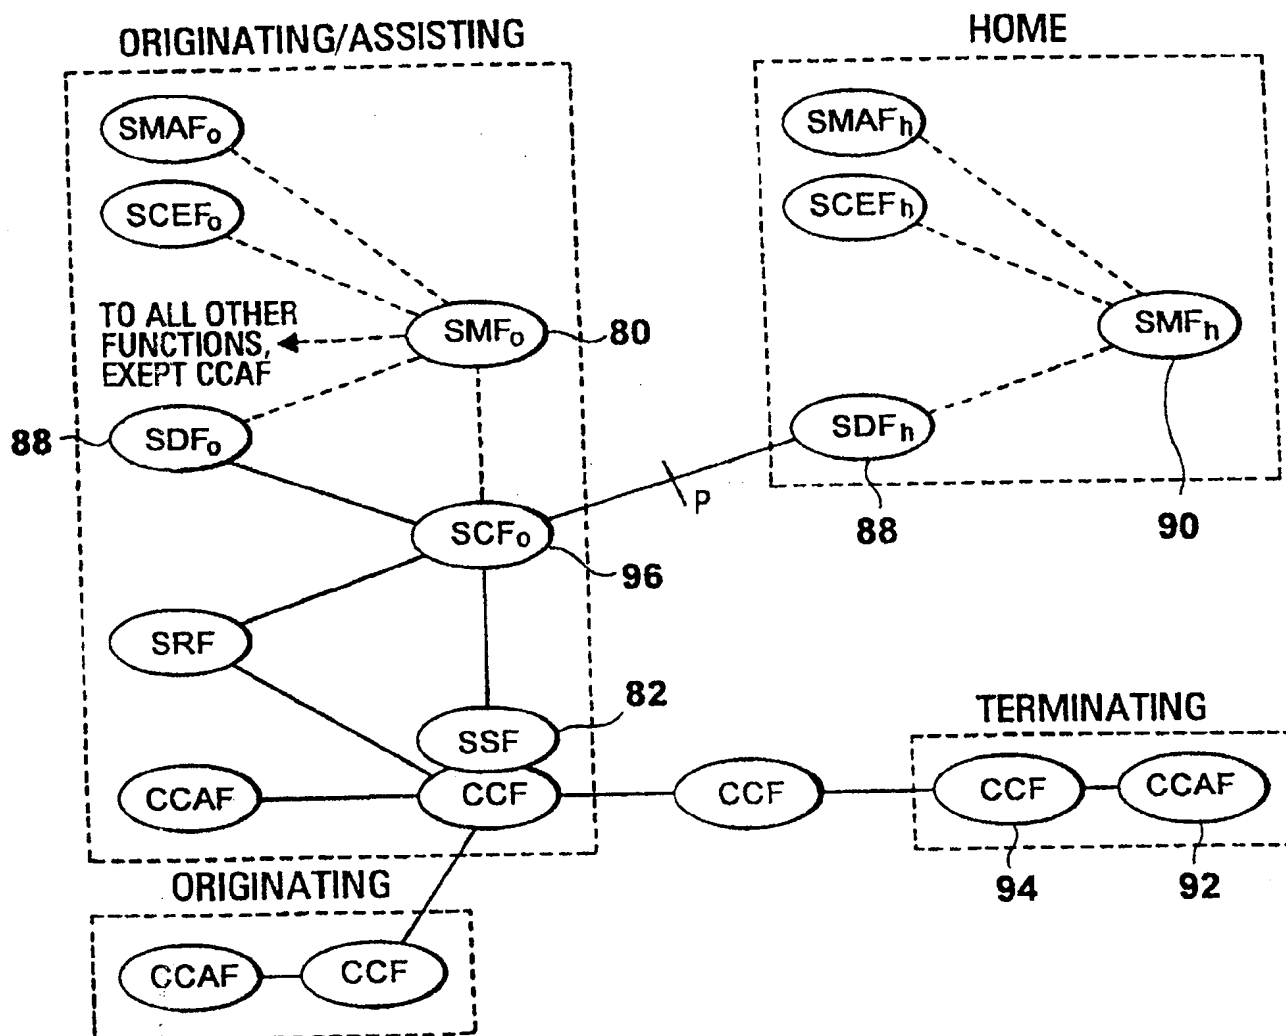 ORIGINATING/ASSISTING
HOME
SMAFo
SCEFo
TO ALL OTHER
FUNCTIONS,
EXEPT CCAF
SMFo
80
88
SDFo
SCFo
96
SRF
82
SSF
CCAF
CCF
SMAFh
SCEFh
SMFh
SDFh
P
88
90
CCF
TERMINATING
CCF
CCAF
94
92
ORIGINATING
CCAF
CCF